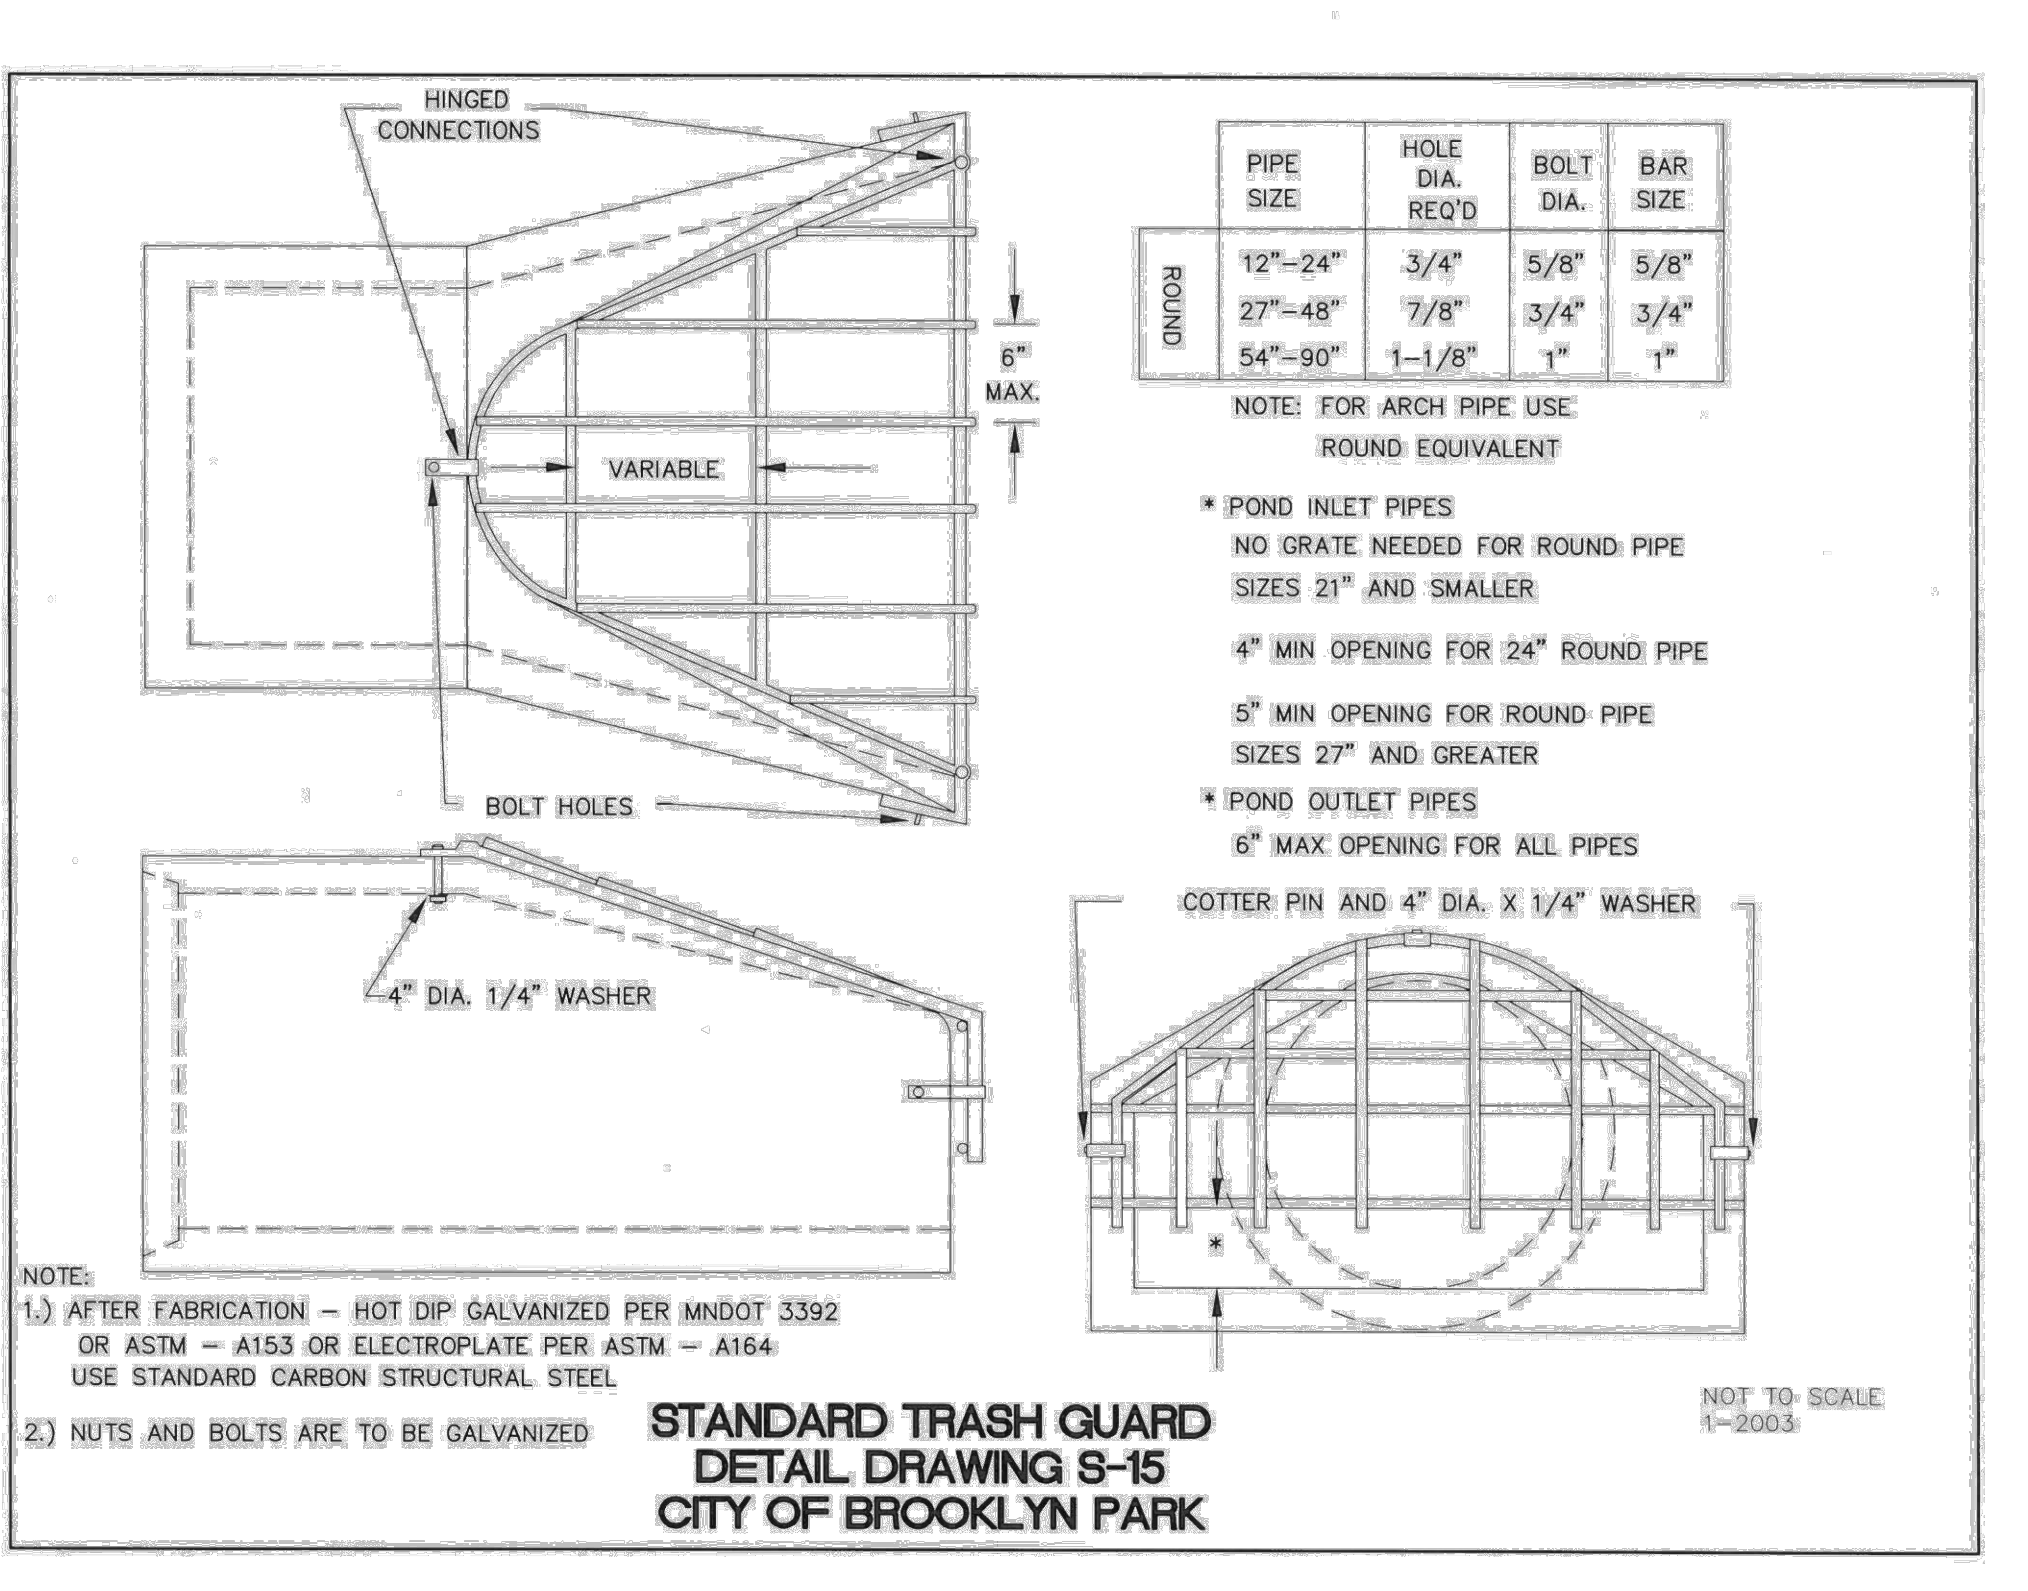 HINGED
CONNECTIONS
6"
MAX.
VARIABLE
BOLT HOLES
4" DIA. 1/4" WASHER
PIPE SIZE HOLE DIA. REQ'D BOLT DIA. BAR SIZE
ROUND
12"-24" 3/4" 5/8" 5/8"
27"-48" 7/8" 3/4" 3/4"
54"-90" 1-1/8" 1" 1"
NOTE: FOR ARCH PIPE USE
ROUND EQUIVALENT
* POND INLET PIPES
NO GRATE NEEDED FOR ROUND PIPE
SIZES 21" AND SMALLER
4" MIN OPENING FOR 24" ROUND PIPE
5" MIN OPENING FOR ROUND PIPE
SIZES 27" AND GREATER
* POND OUTLET PIPES
6" MAX OPENING FOR ALL PIPES
COTTER PIN AND 4" DIA. X 1/4" WASHER
*
NOTE:
1.) AFTER FABRICATION - HOT DIP GALVANIZED PER MNDOT 3392
OR ASTM - A153 OR ELECTROPLATE PER ASTM - A164
USE STANDARD CARBON STRUCTURAL STEEL
2.) NUTS AND BOLTS ARE TO BE GALVANIZED
STANDARD TRASH GUARD
DETAIL DRAWING S-15
CITY OF BROOKLYN PARK
NOT TO SCALE
1-2003